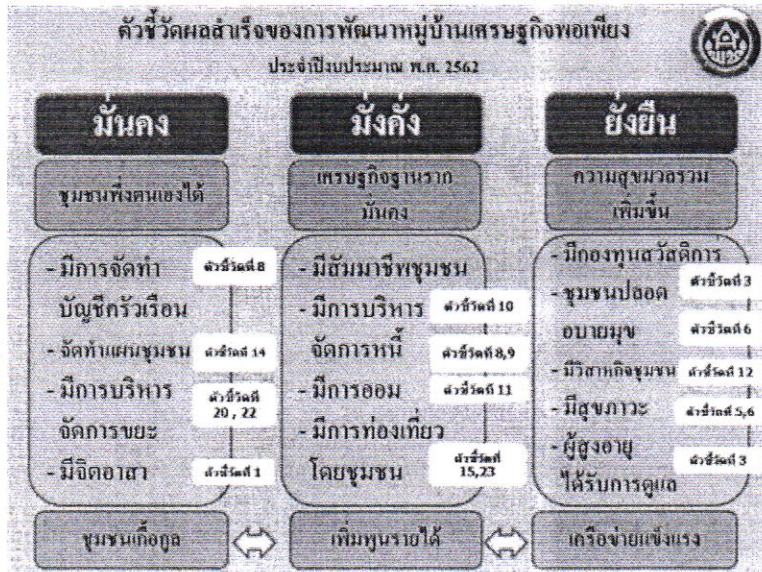 ตัวชี้วัดผลสำเร็จของการพัฒนาหมู่บ้านเศรษฐกิจพอเพียง
ประจำปีงบประมาณ พ.ศ. 2562
มั่นคง
ชุมชนพึ่งตนเองได้
- มีการจัดทำ ตัวชี้วัดที่ 8
บัญชีครัวเรือน
- จัดทำแผนชุมชน ตัวชี้วัดที่ 14
- มีการบริหาร ตัวชี้วัดที่
จัดการขยะ 20 , 22
- มีจิตอาสา ตัวชี้วัดที่ 1
ชุมชนเกื้อกูล
มั่งคั่ง
เศรษฐกิจฐานราก
มั่นคง
- มีสัมมาชีพชุมชน
- มีการบริหาร ตัวชี้วัดที่ 10
จัดการหนี้ ตัวชี้วัดที่ 8,9
- มีการออม ตัวชี้วัดที่ 11
- มีการท่องเที่ยว ตัวชี้วัดที่
โดยชุมชน 15,23
เพิ่มพูนรายได้
ยั่งยืน
ความสุขมวลรวม
เพิ่มขึ้น
- มีกองทุนสวัสดิการ
- ชุมชนปลอด ตัวชี้วัดที่ 3
อบายมุข ตัวชี้วัดที่ 6
- มีวิสาหกิจชุมชน ตัวชี้วัดที่ 12
- มีสุขภาวะ ตัวชี้วัดที่ 5,6
- ผู้สูงอายุ ตัวชี้วัดที่ 3
ได้รับการดูแล
เครือข่ายแข็งแรง